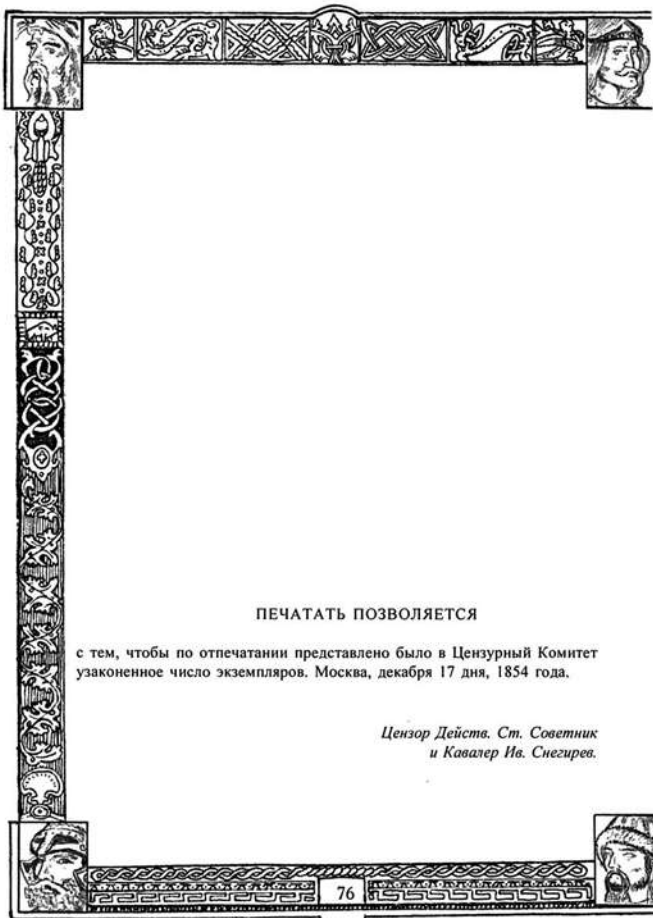 ПЕЧАТАТЬ ПОЗВОЛЯЕТСЯ
с тем, чтобы по отпечатании представлено было в Цензурный Комитет
узаконенное число экземпляров. Москва, декабря 17 дня, 1854 года.
Цензор Действ. Ст. Советник
и Кавалер Ив. Снегирев.
76